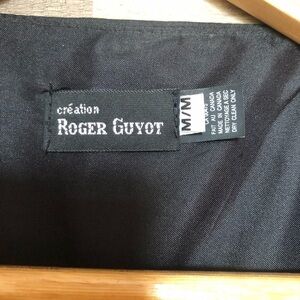 création
ROGER GUYOT
M/M
FAIT AU CANADA
MADE IN CANADA
NETTOYAGE A SEC
DRY CLEAN ONLY